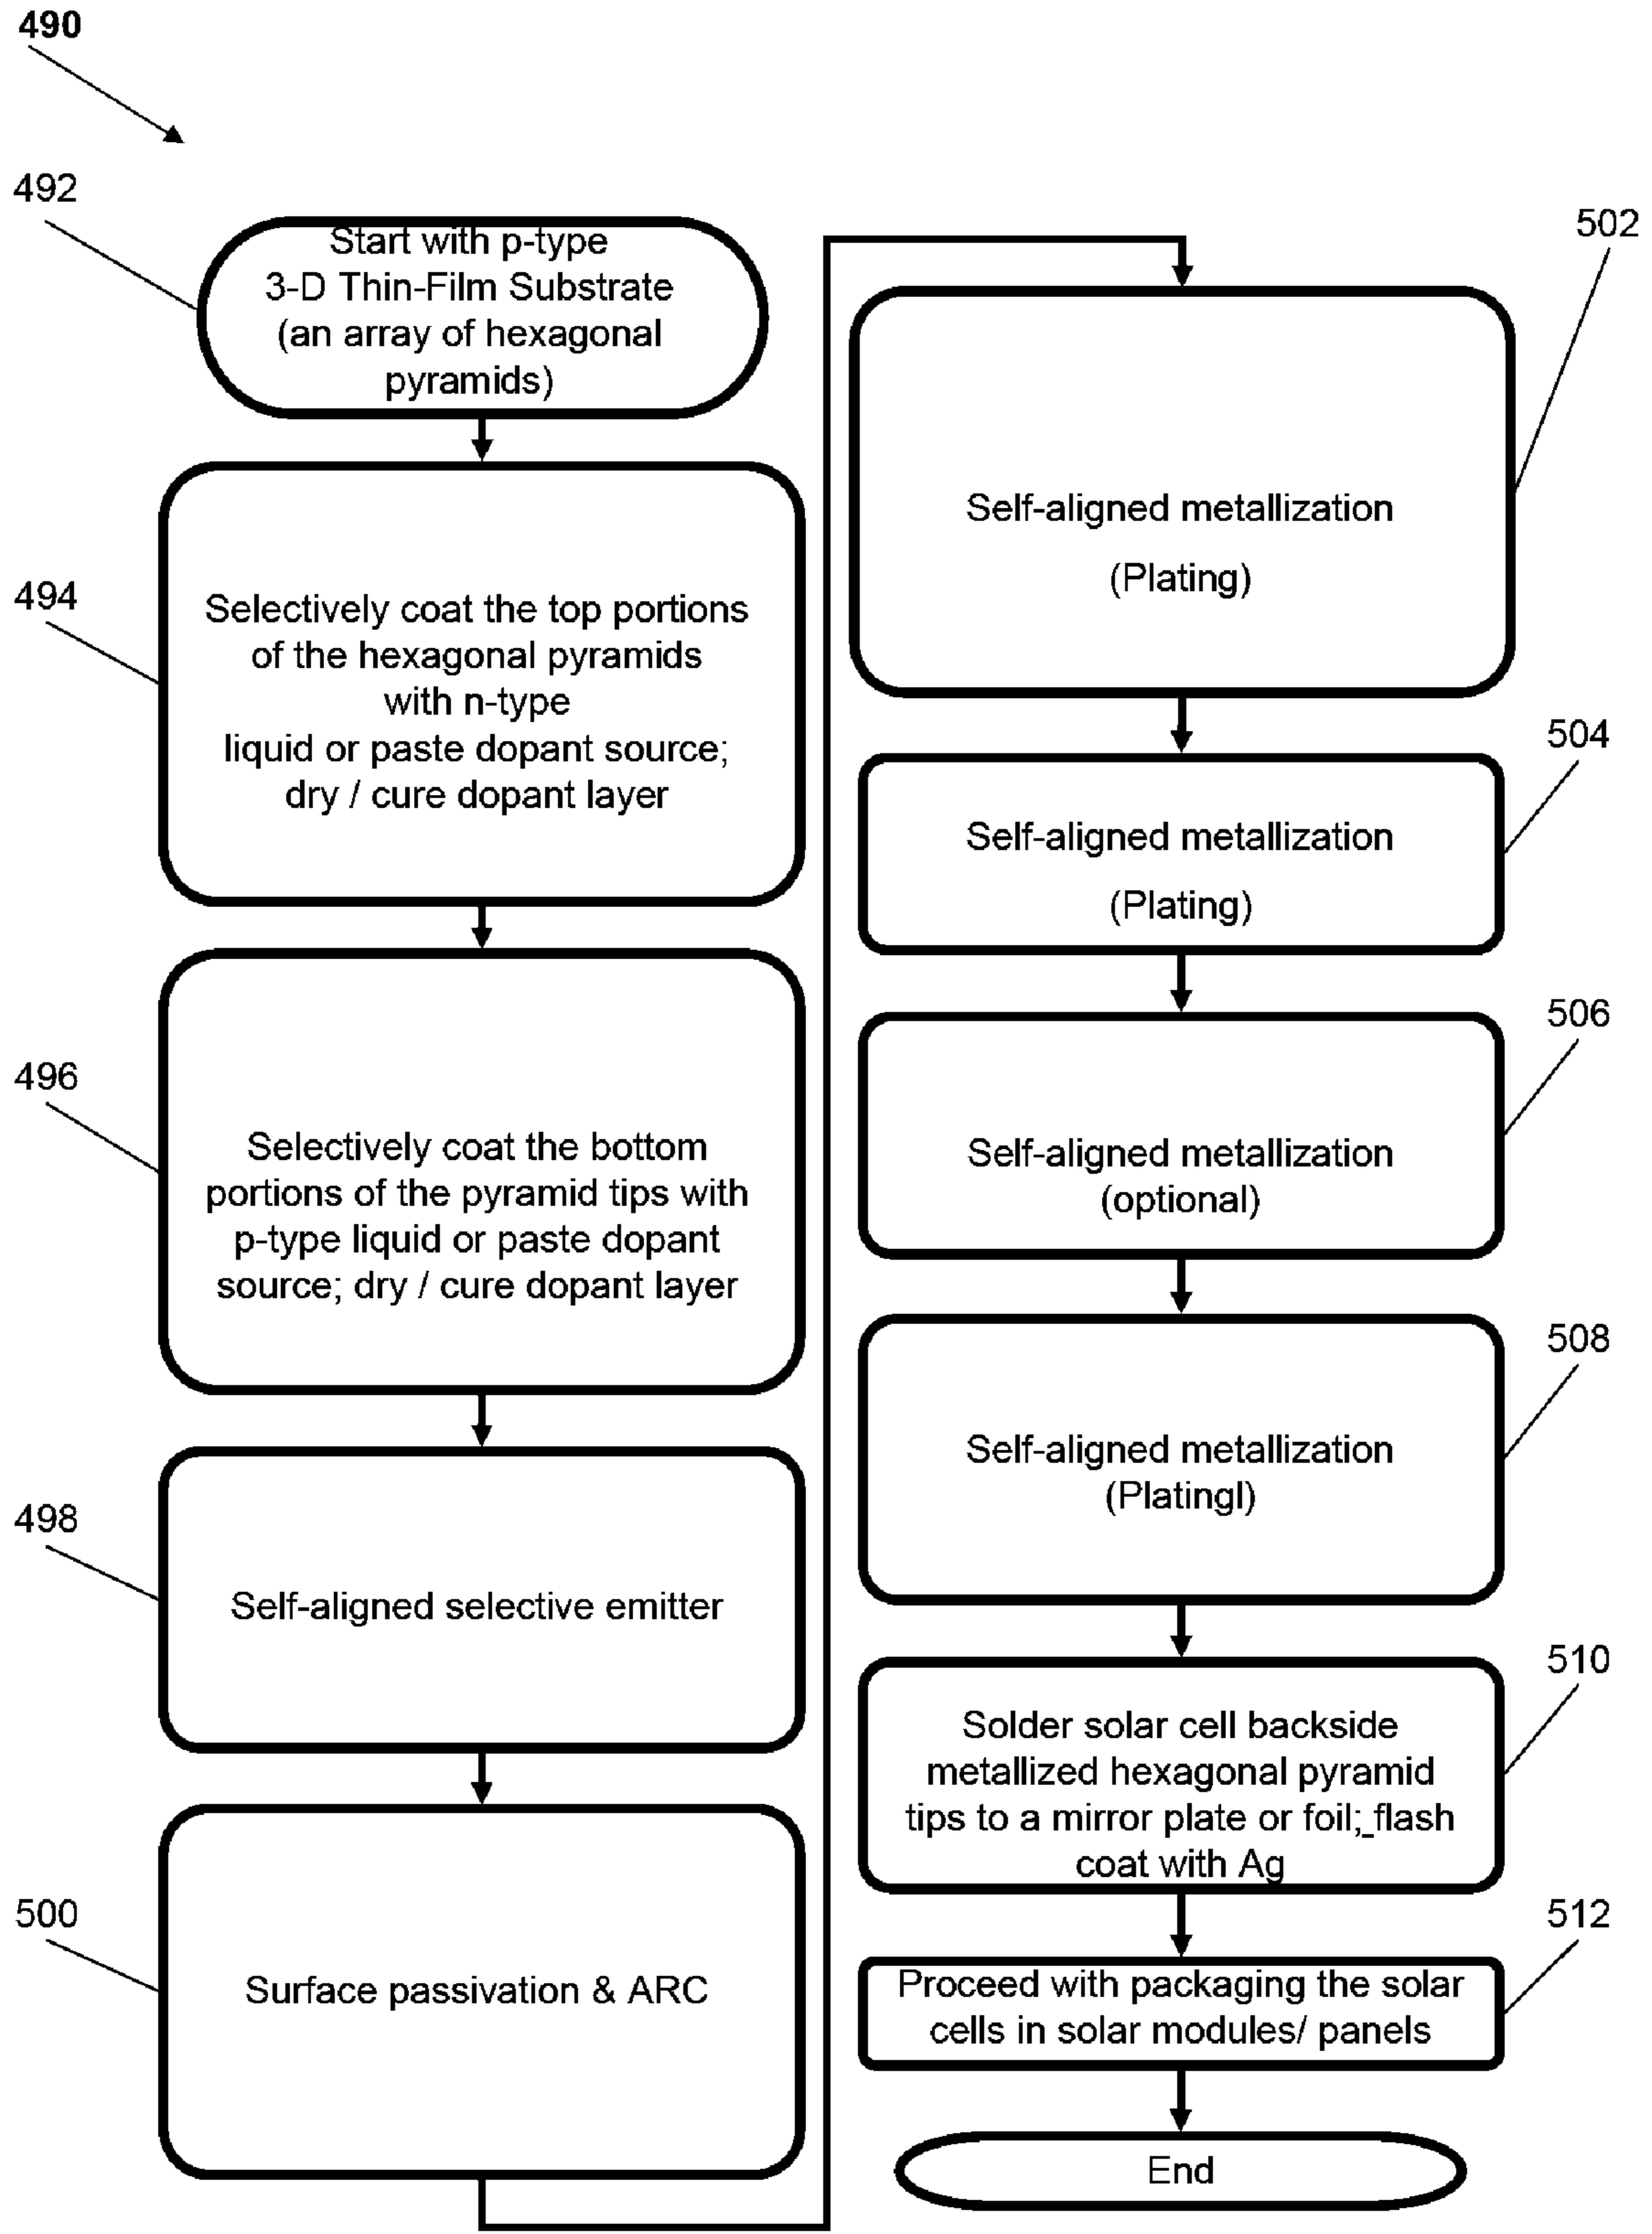 490
492
Start with p-type
3-D Thin-Film Substrate
(an array of hexagonal
pyramids)
494
Selectively coat the top portions
of the hexagonal pyramids
with n-type
liquid or paste dopant source;
dry / cure dopant layer
496
Selectively coat the bottom
portions of the pyramid tips with
p-type liquid or paste dopant
source; dry / cure dopant layer
498
Self-aligned selective emitter
500
Surface passivation & ARC
502
Self-aligned metallization
(Plating)
504
Self-aligned metallization
(Plating)
506
Self-aligned metallization
(optional)
508
Self-aligned metallization
(Platingl)
510
Solder solar cell backside
metallized hexagonal pyramid
tips to a mirror plate or foil; flash
coat with Ag
512
Proceed with packaging the solar
cells in solar modules/ panels
End